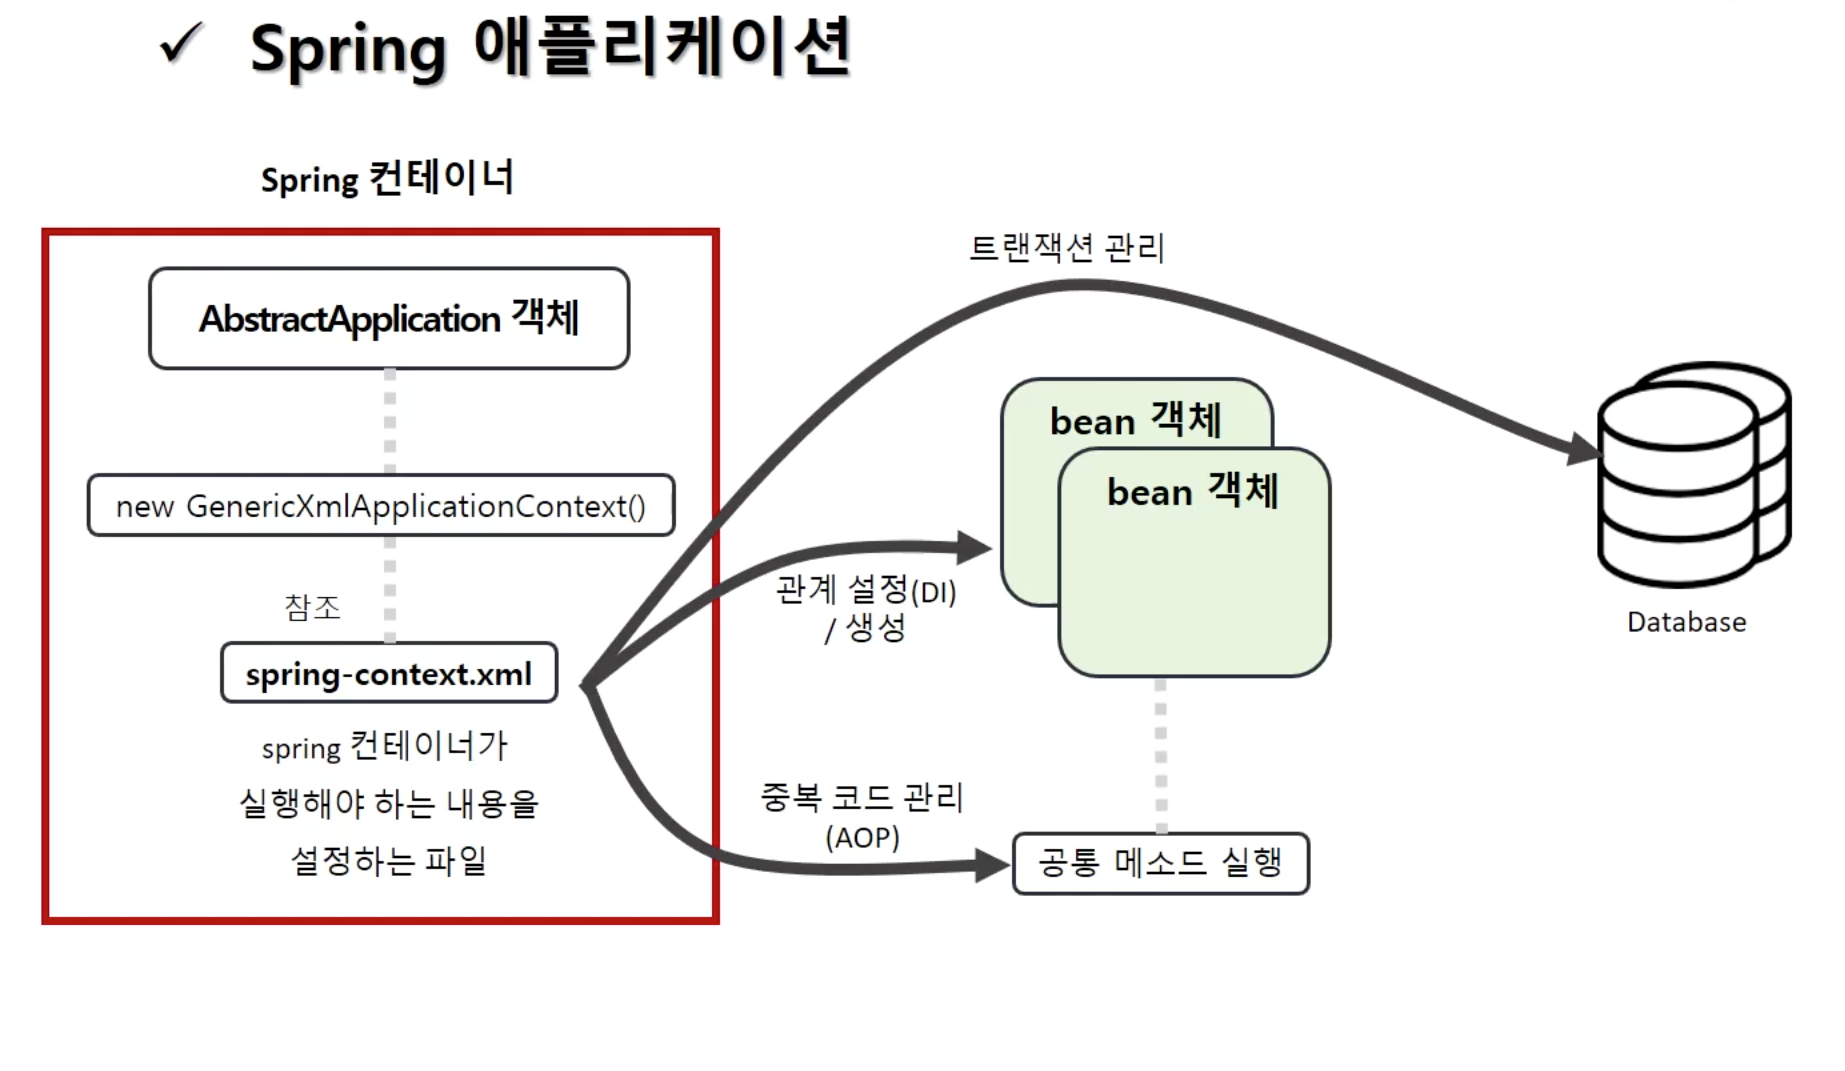 ✓ Spring 애플리케이션
Spring 컨테이너
AbstractApplication 객체
new GenericXmlApplicationContext()
참조
spring-context.xml
spring 컨테이너가
실행해야 하는 내용을
설정하는 파일
트랜잭션 관리
관계 설정(DI)
/ 생성
중복 코드 관리
(AOP)
bean 객체
bean 객체
공통 메소드 실행
Database